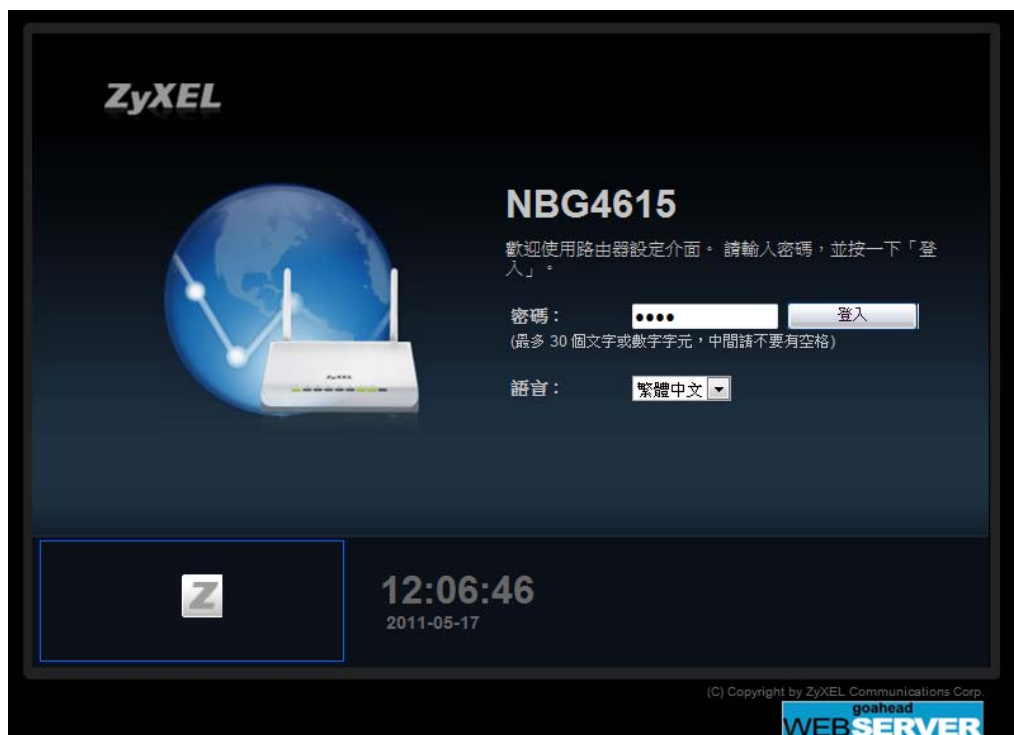 ZyXEL
NBG4615
歡迎使用路由器設定介面。 請輸入密碼,並按一下「登
入」。
密碼: •••• 登入
(最多 30 個文字或數字字元,中間請不要有空格)
語言: 繁體中文
ZyXEL
Z
12:06:46
2011-05-17
(C) Copyright by ZyXEL Communications Corp.
goahead
WEBSERVER